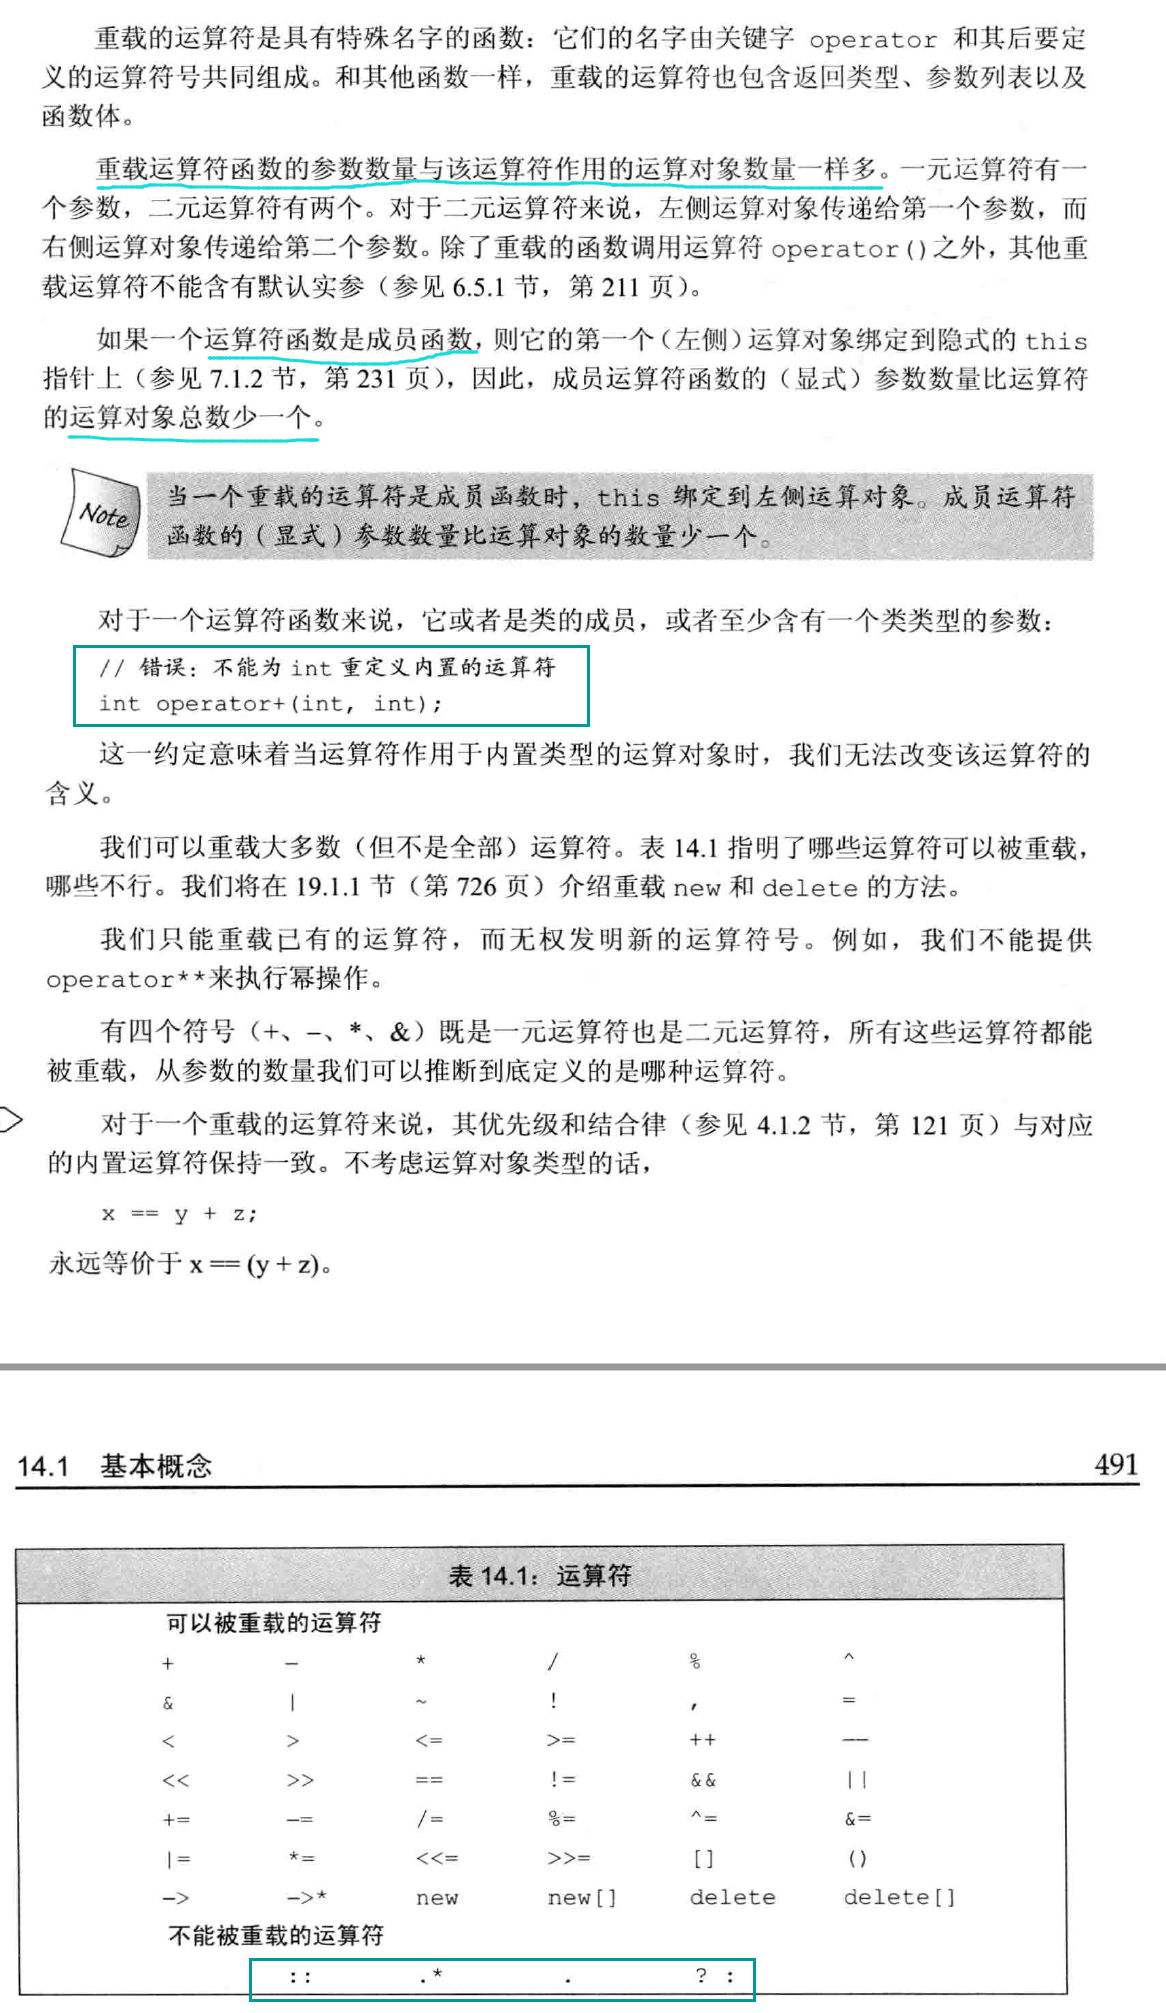 重载的运算符是具有特殊名字的函数：它们的名字由关键字 operator 和其后要定
义的运算符号共同组成。和其他函数一样，重载的运算符也包含返回类型、参数列表以及
函数体。
重载运算符函数的参数数量与该运算符作用的运算对象数量一样多。一元运算符有一
个参数，二元运算符有两个。对于二元运算符来说，左侧运算对象传递给第一个参数，而
右侧运算对象传递给第二个参数。除了重载的函数调用运算符 operator()之外，其他重
载运算符不能含有默认实参（参见 6.5.1 节，第 211 页）。
如果一个运算符函数是成员函数，则它的第一个（左侧）运算对象绑定到隐式的 this
指针上（参见 7.1.2 节，第 231 页），因此，成员运算符函数的（显式）参数数量比运算符
的运算对象总数少一个。
Note
当一个重载的运算符是成员函数时，this 绑定到左侧运算对象。成员运算符
函数的（显式）参数数量比运算对象的数量少一个。
对于一个运算符函数来说，它或者是类的成员，或者至少含有一个类类型的参数：
// 错误：不能为 int 重定义内置的运算符
int operator+(int, int);
这一约定意味着当运算符作用于内置类型的运算对象时，我们无法改变该运算符的
含义。
我们可以重载大多数（但不是全部）运算符。表 14.1 指明了哪些运算符可以被重载，
哪些不行。我们将在 19.1.1 节（第 726 页）介绍重载 new 和 delete 的方法。
我们只能重载已有的运算符，而无权发明新的运算符号。例如，我们不能提供
operator**来执行幂操作。
有四个符号（+、-、*、&）既是一元运算符也是二元运算符，所有这些运算符都能
被重载，从参数的数量我们可以推断到底定义的是哪种运算符。
对于一个重载的运算符来说，其优先级和结合律（参见 4.1.2 节，第 121 页）与对应
的内置运算符保持一致。不考虑运算对象类型的话，
x == y + z;
永远等价于 x == (y + z)。
14.1 基本概念 491
表 14.1：运算符
可以被重载的运算符
+ - * / % ^
& | ~ ! , =
< > <= >= ++ --
<< >> == != && ||
+= -= /= %= ^= &=
|= *= <<= >>= [] ()
-> ->* new new[] delete delete[]
不能被重载的运算符
:: .* . ? :